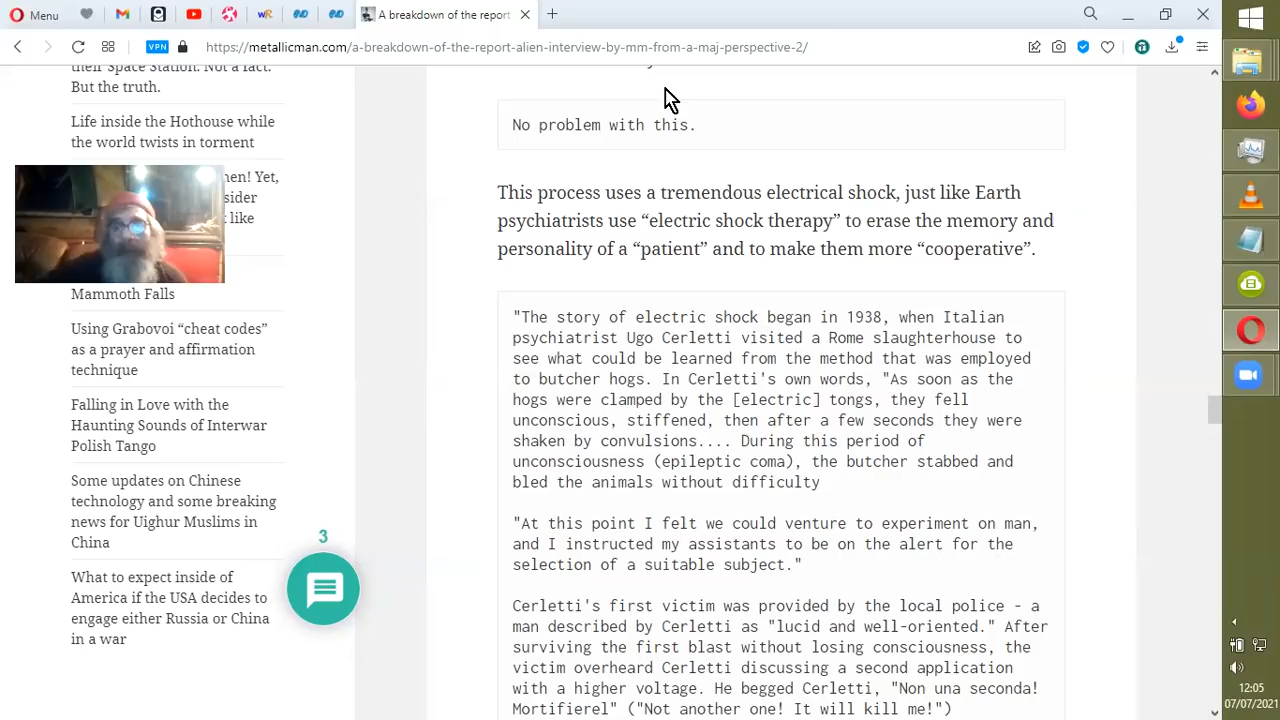 Menu
A breakdown of the report
https://metallicman.com/a-breakdown-of-the-report-alien-interview-by-mm-from-a-maj-perspective-2/
VPN
their Space Station. Not a fact.
But the truth.
Life inside the Hothouse while
the world twists in torment
men! Yet,
sider
like
Mammoth Falls
Using Grabovoi “cheat codes”
as a prayer and affirmation
technique
Falling in Love with the
Haunting Sounds of Interwar
Polish Tango
Some updates on Chinese
technology and some breaking
news for Uighur Muslims in
China
What to expect inside of
America if the USA decides to
engage either Russia or China
in a war
3
No problem with this.
This process uses a tremendous electrical shock, just like Earth
psychiatrists use “electric shock therapy” to erase the memory and
personality of a “patient” and to make them more “cooperative”.
"The story of electric shock began in 1938, when Italian
psychiatrist Ugo Cerletti visited a Rome slaughterhouse to
see what could be learned from the method that was employed
to butcher hogs. In Cerletti's own words, "As soon as the
hogs were clamped by the [electric] tongs, they fell
unconscious, stiffened, then after a few seconds they were
shaken by convulsions.... During this period of
unconsciousness (epileptic coma), the butcher stabbed and
bled the animals without difficulty
"At this point I felt we could venture to experiment on man,
and I instructed my assistants to be on the alert for the
selection of a suitable subject."
Cerletti's first victim was provided by the local police - a
man described by Cerletti as "lucid and well-oriented." After
surviving the first blast without losing consciousness, the
victim overheard Cerletti discussing a second application
with a higher voltage. He begged Cerletti, "Non una seconda!
Mortifierel" ("Not another one! It will kill me!")
12:05
07/07/2021